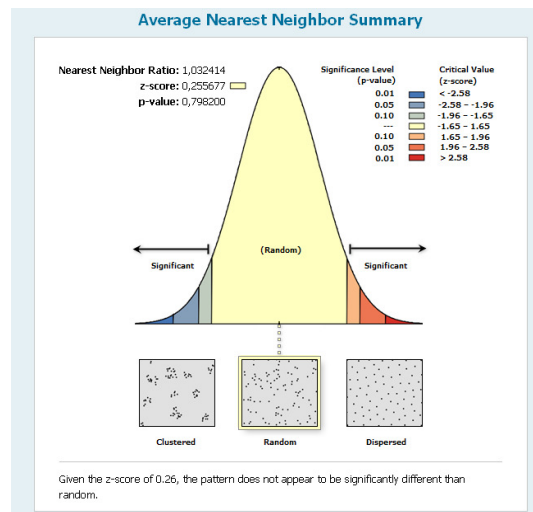 Average Nearest Neighbor Summary
Nearest Neighbor Ratio: 1,032414
z-score: 0,255677
p-value: 0,798200
Significance Level
(p-value)
Critical Value
(z-score)
0.01 < -2.58
0.05 -2.58 - -1.96
0.10 -1.96 - -1.65
--- -1.65 - 1.65
0.10 1.65 - 1.96
0.05 1.96 - 2.58
0.01 > 2.58
(Random)
Significant
Significant
Clustered
Random
Dispersed
Given the z-score of 0.26, the pattern does not appear to be significantly different than
random.